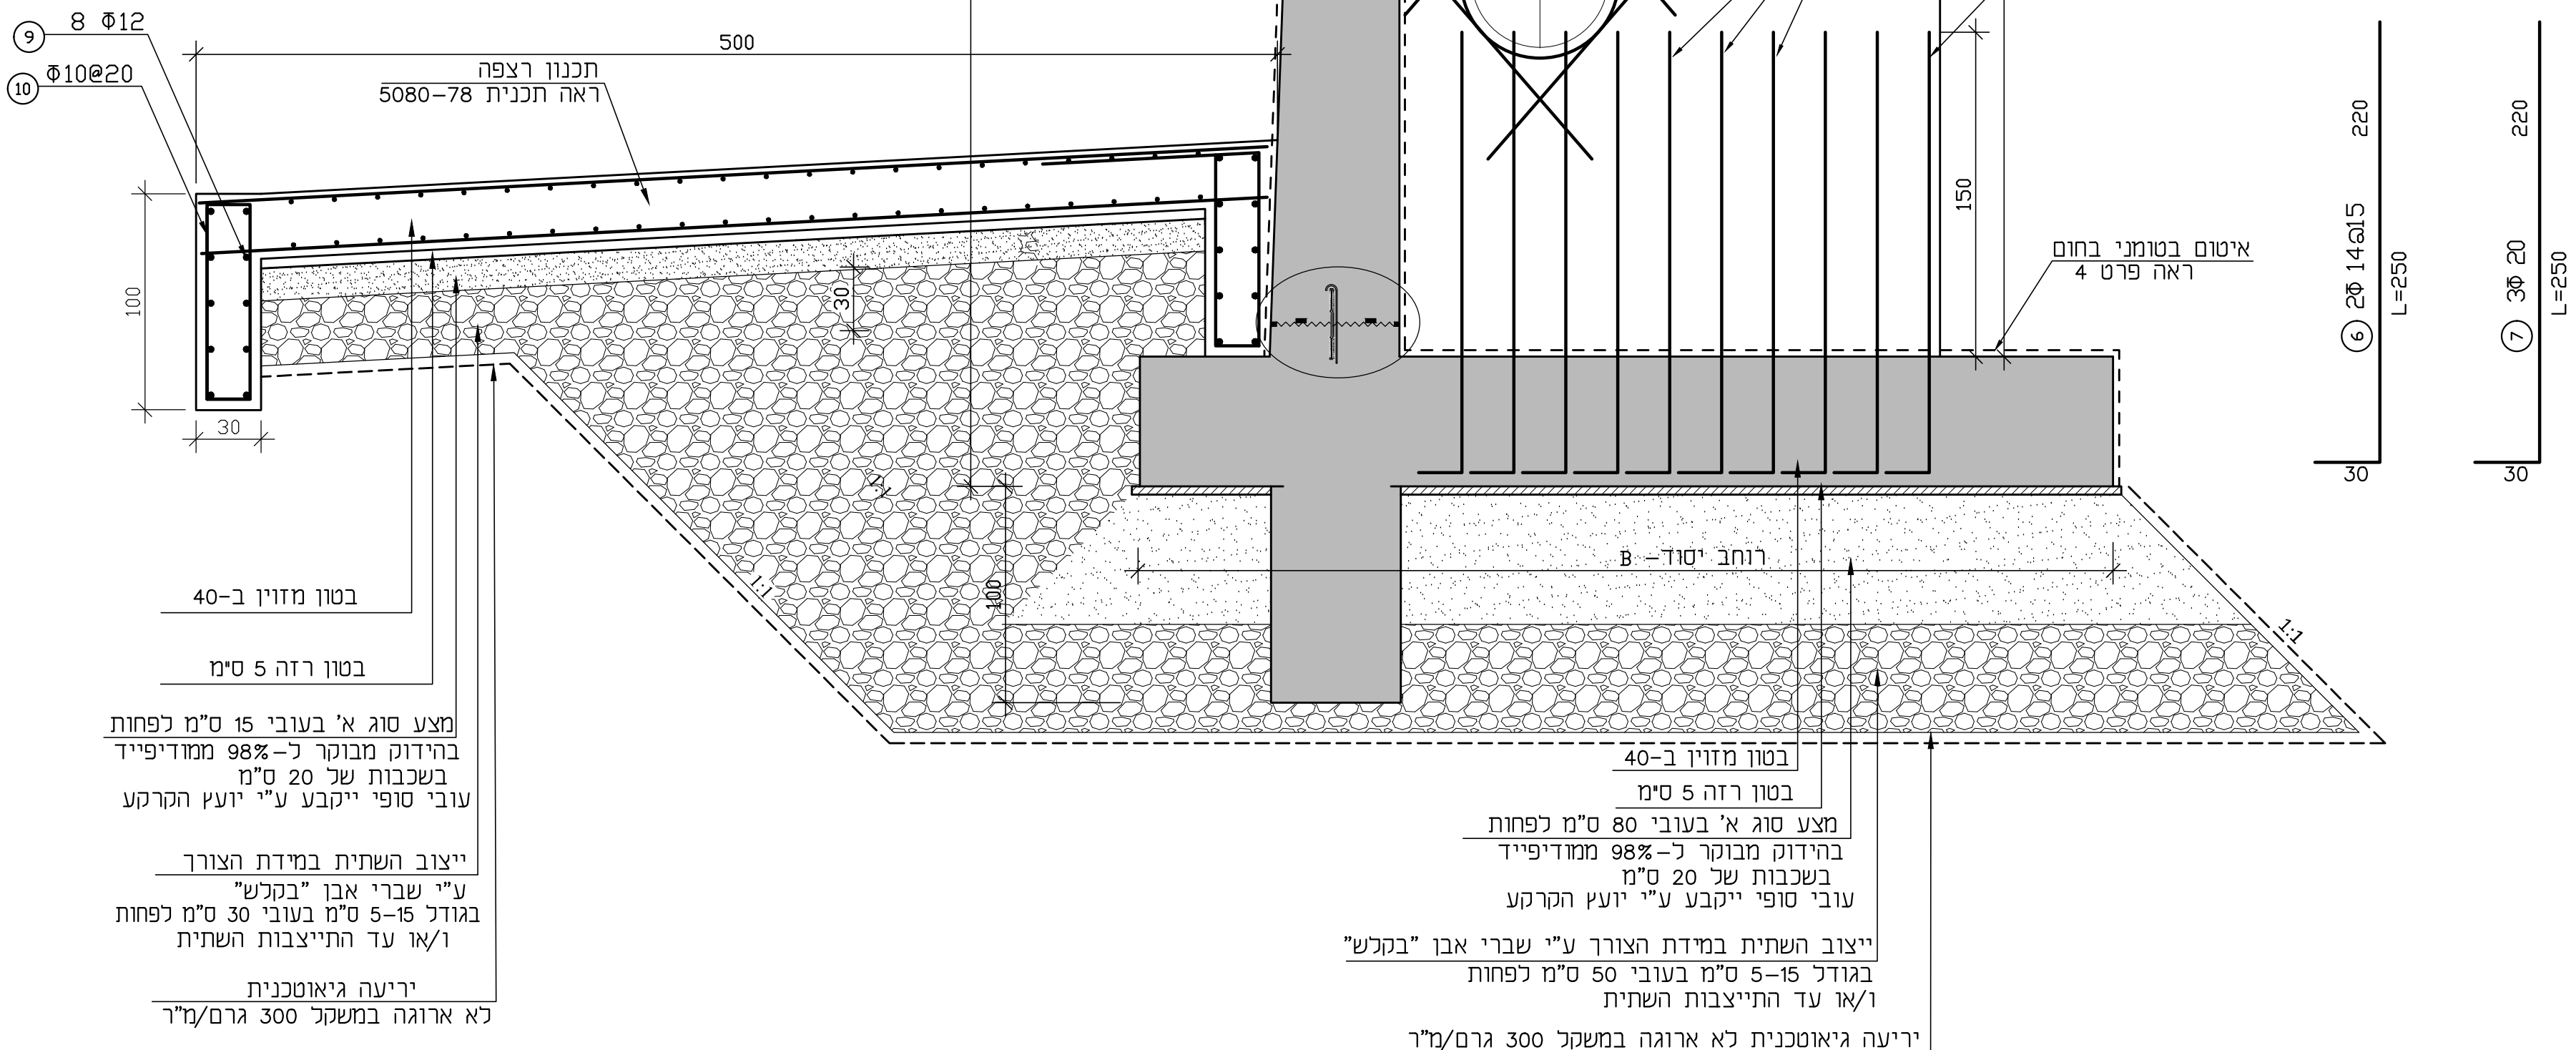 9
8 Φ12
10
Φ10@20
500
תכנון רצפה
ראה תכנית 5080-78
100
30
30
1:1
1:1
100
רוחב יסוד- B
1:1
150
איטום בטומני בחום
ראה פרט 4
220
6 2Φ 14@15
L=250
30
220
7 3Φ 20
L=250
30
בטון מזוין ב-40
בטון רזה 5 ס"מ
מצע סוג א' בעובי 15 ס"מ לפחות
בהידוק מבוקר ל-98% ממודיפייד
בשכבות של 20 ס"מ
עובי סופי ייקבע ע"י יועץ הקרקע
ייצוב השתית במידת הצורך
ע"י שברי אבן "בקלש"
בגודל 5-15 ס"מ בעובי 30 ס"מ לפחות
ו/או עד התייצבות השתית
יריעה גיאוטכנית
לא ארוגה במשקל 300 גרם/מ"ר
בטון מזוין ב-40
בטון רזה 5 ס"מ
מצע סוג א' בעובי 80 ס"מ לפחות
בהידוק מבוקר ל-98% ממודיפייד
בשכבות של 20 ס"מ
עובי סופי ייקבע ע"י יועץ הקרקע
ייצוב השתית במידת הצורך ע"י שברי אבן "בקלש"
בגודל 5-15 ס"מ בעובי 50 ס"מ לפחות
ו/או עד התייצבות השתית
יריעה גיאוטכנית לא ארוגה במשקל 300 גרם/מ"ר